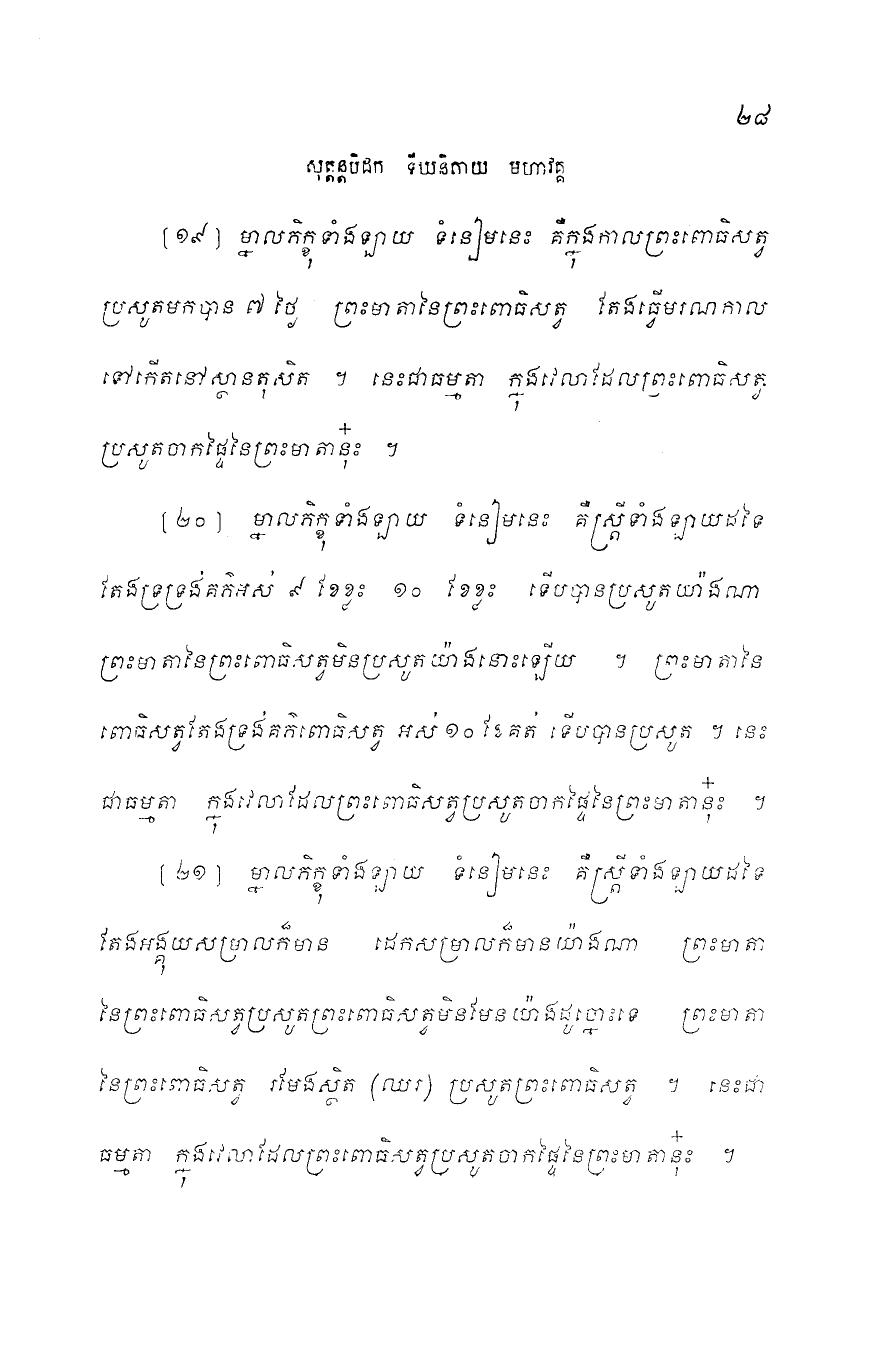 ២៨
សុត្តន្តបិដក ទីឃនិកាយ មហាវគ្គ
[១៩] ម្នាលភិក្ខុទាំងឡាយ ទំនៀមនេះ គឺក្នុងកាលព្រះពោធិសត្វ
ប្រសូតមកបាន ៧ ថ្ងៃ ព្រះមាតានៃព្រះពោធិសត្វ តែងធ្វើមរណកាល
ទៅកើតនៅស្ថានតុសិត ។ នេះជាធម្មតា ក្នុងវេលាដែលព្រះពោធិសត្វ
ប្រសូតចាកផ្ទៃនៃព្រះមាតានុ៎ះ ។
[២០] ម្នាលភិក្ខុទាំងឡាយ ទំនៀមនេះ គឺស្ត្រីទាំងឡាយដទៃ
តែងទ្រទ្រង់គភ៌អស់ ៩ ខែខ្លះ ១០ ខែខ្លះ ទើបបានប្រសូតយ៉ាងណា
ព្រះមាតានៃព្រះពោធិសត្វមិនប្រសូតយ៉ាងនោះឡើយ ។ ព្រះមាតានៃ
ពោធិសត្វតែងទ្រង់គភ៌ពោធិសត្វ អស់ ១០ ខែគត់ ទើបបានប្រសូត ។ នេះ
ជាធម្មតា ក្នុងវេលាដែលព្រះពោធិសត្វប្រសូតចាកផ្ទៃនៃព្រះមាតានុ៎ះ ។
[២១] ម្នាលភិក្ខុទាំងឡាយ ទំនៀមនេះ គឺស្ត្រីទាំងឡាយដទៃ
តែងអង្គុយសម្រាលក៏មាន ដេកសម្រាលក៏មានយ៉ាងណា ព្រះមាតា
នៃព្រះពោធិសត្វប្រសូតព្រះពោធិសត្វមិនមែនយ៉ាងដូច្នោះទេ ព្រះមាតា
នៃព្រះពោធិសត្វ រមែងស្ថិត (ឈរ) ប្រសូតព្រះពោធិសត្វ ។ នេះជា
ធម្មតា ក្នុងវេលាដែលព្រះពោធិសត្វប្រសូតចាកផ្ទៃនៃព្រះមាតានុ៎ះ ។